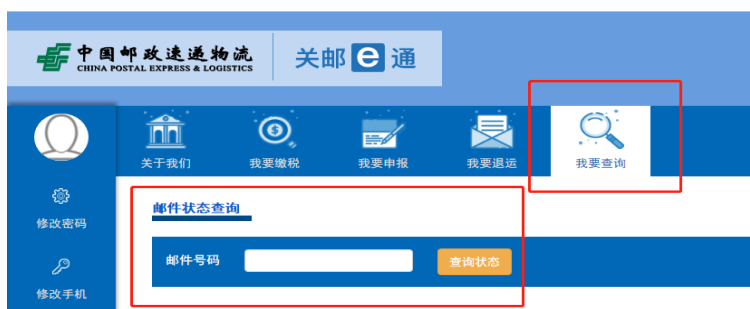 中国邮政速递物流
CHINA POSTAL EXPRESS & LOGISTICS
关邮e通
关于我们
我要缴税
我要申报
我要退运
我要查询
修改密码
修改手机
邮件状态查询
邮件号码
查询状态